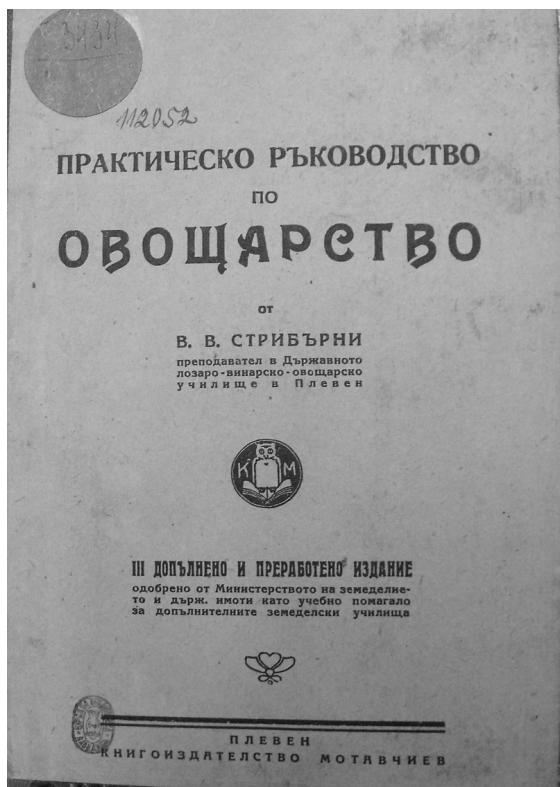 3434
112052
ПРАКТИЧЕСКО РЪКОВОДСТВО
ПО
ОВОЩАРСТВО
от
В. В. СТРИБЪРНИ
преподавател в Държавното
лозаро-винарско-овощарско
училище в Плевен
К М
III ДОПЪЛНЕНО И ПРЕРАБОТЕНО ИЗДАНИЕ
одобрено от Министерството на земеделие-
то и държ. имоти като учебно помагало
за допълнителните земеделски училища
ПЛЕВЕН
КНИГОИЗДАТЕЛСТВО МОТАВЧИЕВ